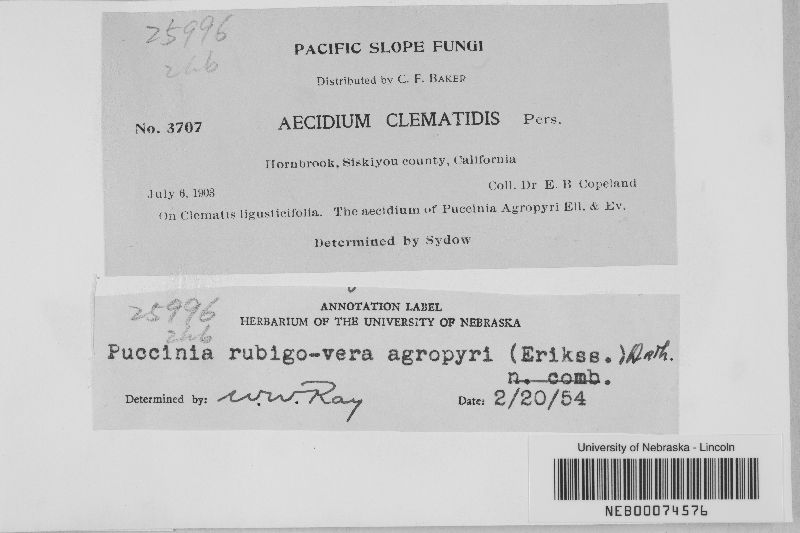 25996
PACIFIC SLOPE FUNGI
Distributed by C. F. BAKER
No. 3707 AECIDIUM CLEMATIDIS Pers.
Hornbrook, Siskiyou county, California
July 6, 1903 Coll. Dr E. B. Copeland
On Clematis ligusticifolia. The aecidium of Puccinia Agropyri Ell. & Ev.
Determined by Sydow
25996
ANNOTATION LABEL
HERBARIUM OF THE UNIVERSITY OF NEBRASKA
Puccinia rubigo-vera agropyri (Erikss.)
n. comb.
Determined by: W.W. Ray Date: 2/20/54
University of Nebraska - Lincoln
NEB00074576